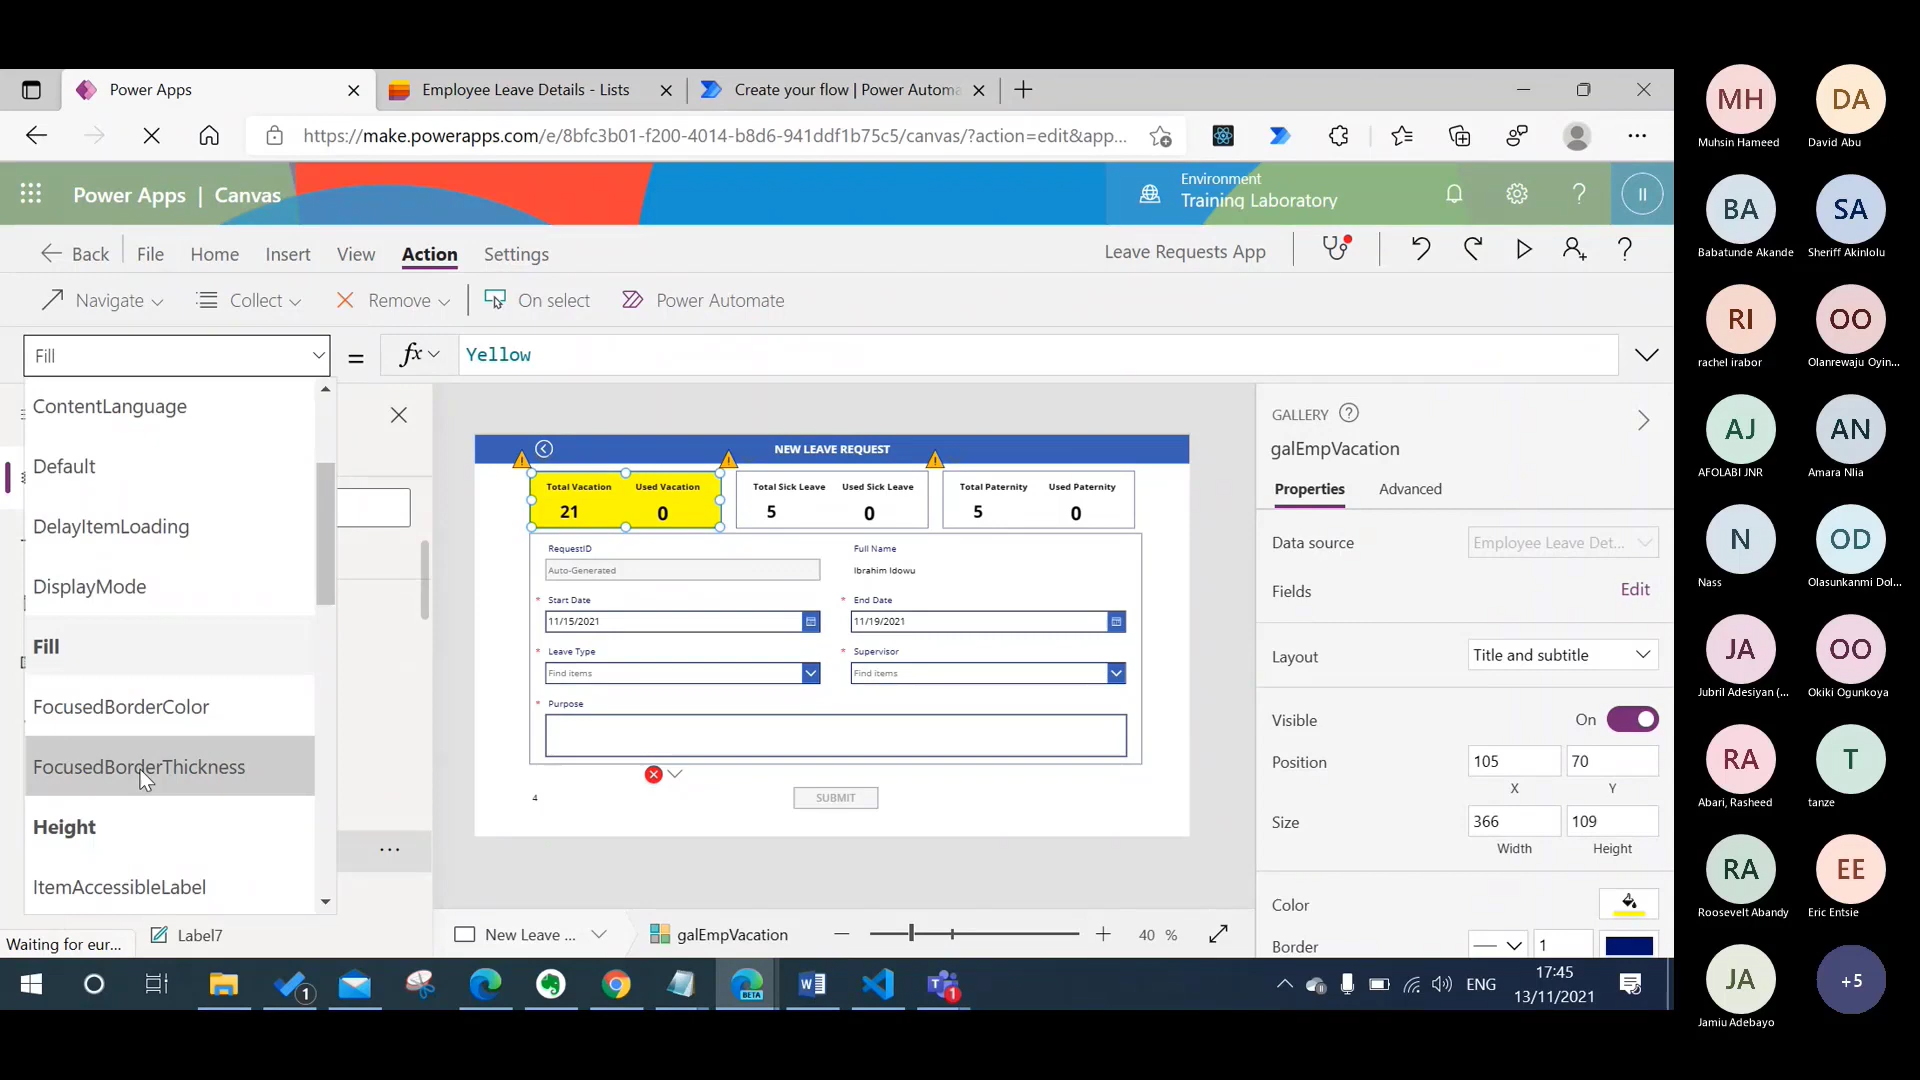 Power Apps
Employee Leave Details - Lists
Create your flow | Power Automa
https://make.powerapps.com/e/8bfc3b01-f200-4014-b8d6-941ddf1b75c5/canvas/?action=edit&app...
Power Apps | Canvas
Environment
Training Laboratory
II
Back
File
Home
Insert
View
Action
Settings
Leave Requests App
Navigate
Collect
Remove
On select
Power Automate
Fill
=
fx
Yellow
ContentLanguage
Default
DelayItemLoading
DisplayMode
Fill
FocusedBorderColor
FocusedBorderThickness
Height
ItemAccessibleLabel
Label7
Waiting for eur...
NEW LEAVE REQUEST
Total Vacation
Used Vacation
21
0
Total Sick Leave
Used Sick Leave
5
0
Total Paternity
Used Paternity
5
0
RequestID
Full Name
Auto-Generated
Ibrahim Idowu
* Start Date
* End Date
11/15/2021
11/19/2021
* Leave Type
* Supervisor
Find items
Find items
* Purpose
4
SUBMIT
New Leave ...
galEmpVacation
40 %
GALLERY
galEmpVacation
Properties
Advanced
Data source
Employee Leave Det...
Fields
Edit
Layout
Title and subtitle
Visible
On
Position
105
70
X
Y
Size
366
109
Width
Height
Color
Border
1
1
BETA
1
ENG
17:45
13/11/2021
MH
Muhsin Hameed
DA
David Abu
BA
Babatunde Akande
SA
Sheriff Akinlolu
RI
rachel irabor
OO
Olanrewaju Oyin...
AJ
AFOLABI JNR
AN
Amara Nlia
N
Nass
OD
Olasunkanmi Dol...
JA
Jubril Adesiyan (...
OO
Okiki Ogunkoya
RA
Abari, Rasheed
T
tanze
RA
Roosevelt Abandy
EE
Eric Entsie
JA
Jamiu Adebayo
+5